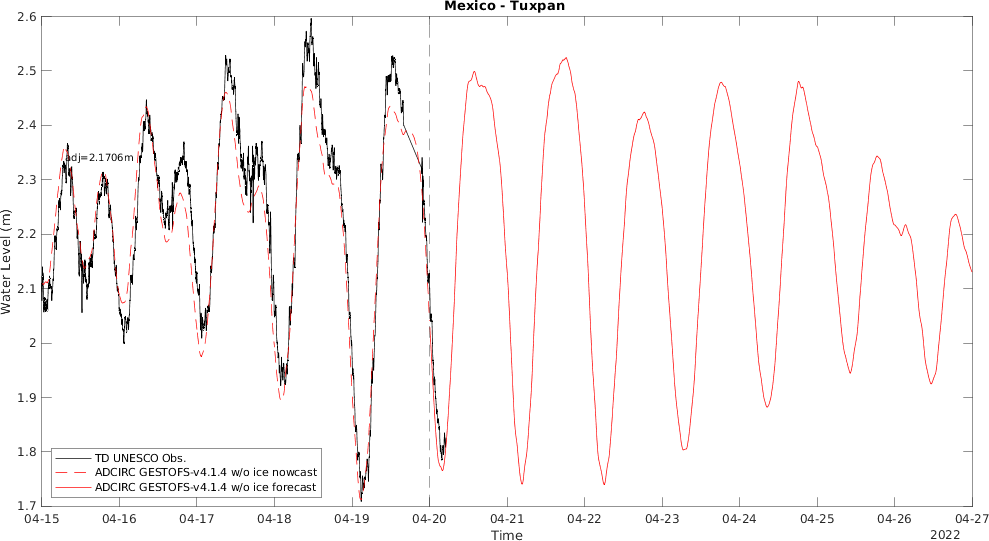 Mexico - Tuxpan
2.6
2.5
2.4
2.3
2.2
2.1
2
1.9
1.8
1.7
Water Level (m)
adj=2.1706m
TD UNESCO Obs.
ADCIRC GESTOFS-v4.1.4 w/o ice nowcast
ADCIRC GESTOFS-v4.1.4 w/o ice forecast
04-15 04-16 04-17 04-18 04-19 04-20 04-21 04-22 04-23 04-24 04-25 04-26 04-27
Time
2022